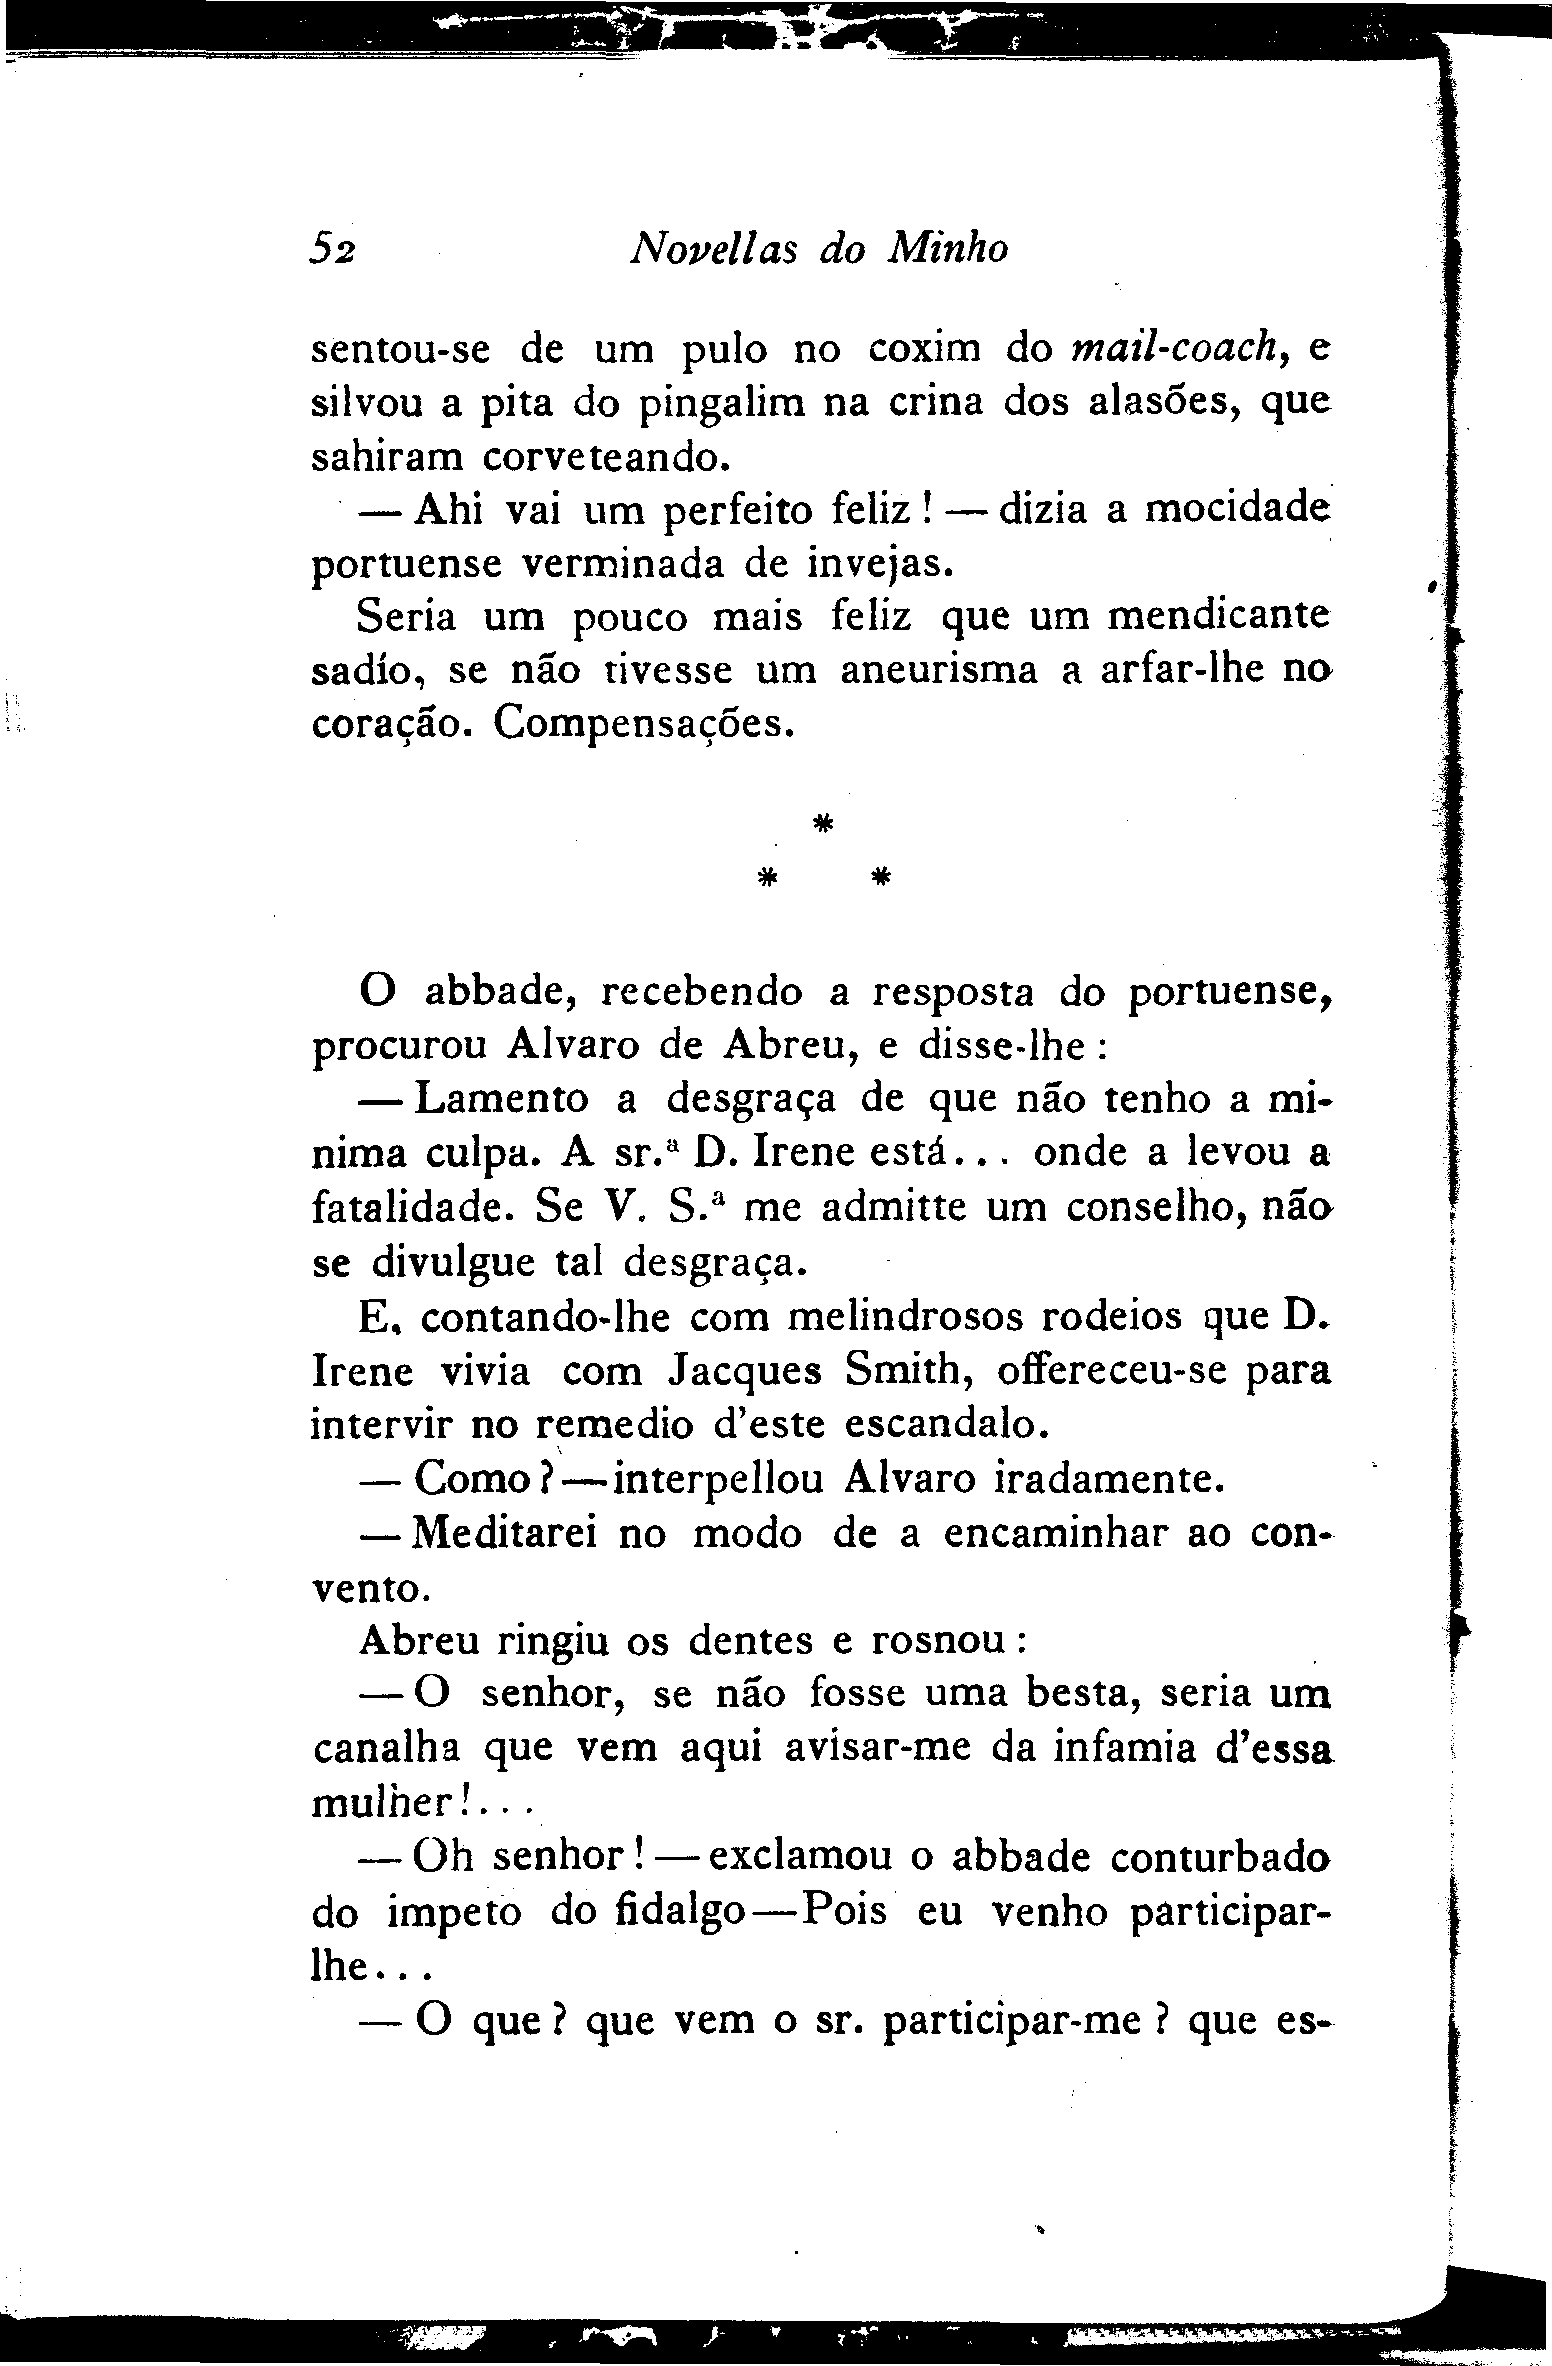 52 Novellas do Minho
sentou-se de um pulo no coxim do mail-coach, e
silvou a pita do pingalim na crina dos alasões, que
sahiram corveteando.
— Ahi vai um perfeito feliz ! — dizia a mocidade
portuense verminada de invejas.
Seria um pouco mais feliz que um mendicante
sadío, se não tivesse um aneurisma a arfar-lhe no
coração. Compensações.
*
* *
O abbade, recebendo a resposta do portuense,
procurou Alvaro de Abreu, e disse-lhe :
— Lamento a desgraça de que não tenho a mi-
nima culpa. A sr.ª D. Irene está... onde a levou a
fatalidade. Se V. S.ª me admitte um conselho, não
se divulgue tal desgraça.
E, contando-lhe com melindrosos rodeios que D.
Irene vivia com Jacques Smith, offereceu-se para
intervir no remedio d'este escandalo.
— Como ? — interpellou Alvaro iradamente.
— Meditarei no modo de a encaminhar ao con-
vento.
Abreu ringiu os dentes e rosnou :
— O senhor, se não fosse uma besta, seria um
canalha que vem aqui avisar-me da infamia d'essa
mulher !...
— Oh senhor ! — exclamou o abbade conturbado
do impeto do fidalgo — Pois eu venho participar-
lhe...
— O que ? que vem o sr. participar-me ? que es-